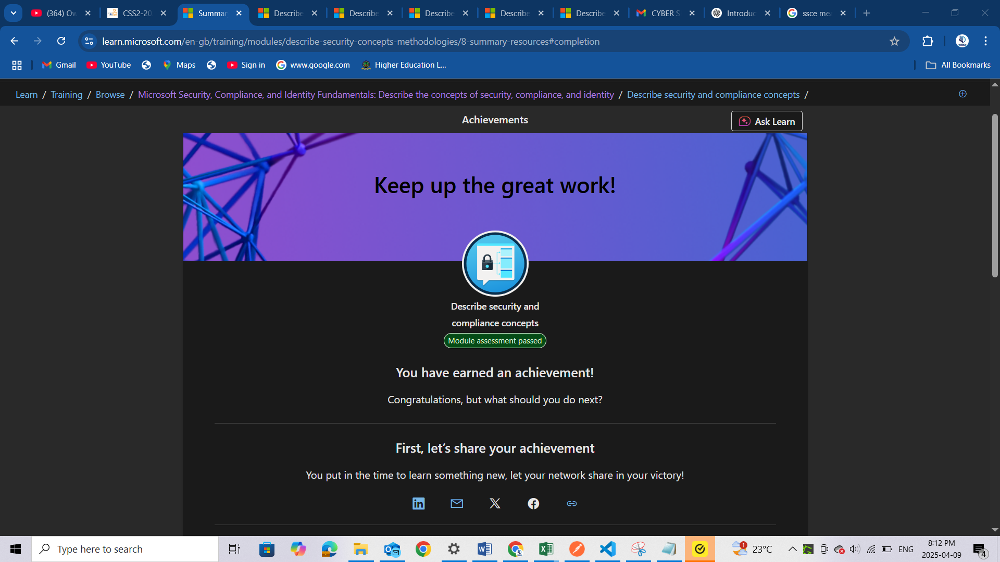 (364) Ow
CSS2-20
Summar
Describe
Describe
Describe
Describe
Describe
CYBER S
Introduc
ssce mea
learn.microsoft.com/en-gb/training/modules/describe-security-concepts-methodologies/8-summary-resources#completion
Gmail
YouTube
Maps
Sign in
www.google.com
Higher Education L...
All Bookmarks
Learn / Training / Browse / Microsoft Security, Compliance, and Identity Fundamentals: Describe the concepts of security, compliance, and identity / Describe security and compliance concepts /
Achievements
Ask Learn
Keep up the great work!
Describe security and
compliance concepts
Module assessment passed
You have earned an achievement!
Congratulations, but what should you do next?
First, let’s share your achievement
You put in the time to learn something new, let your network share in your victory!
Type here to search
1
23°C
ENG
8:12 PM
2025-04-09
4